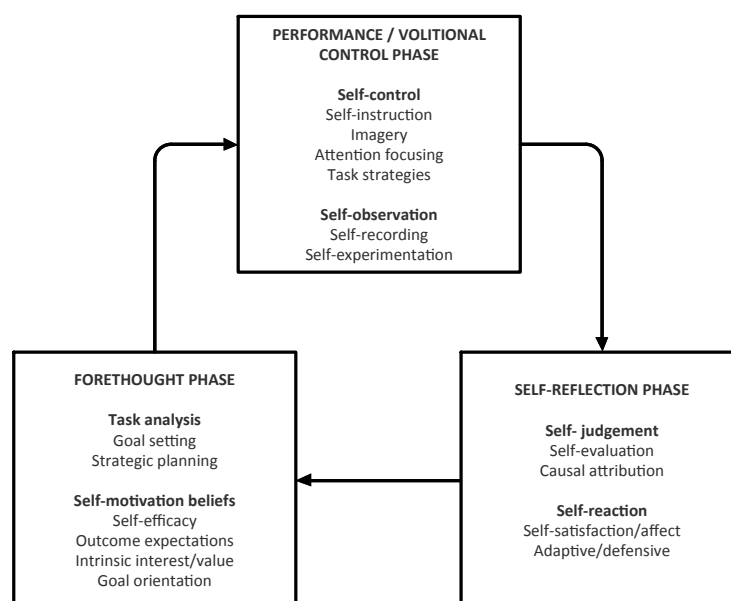 PERFORMANCE / VOLITIONAL
CONTROL PHASE
Self-control
Self-instruction
Imagery
Attention focusing
Task strategies
Self-observation
Self-recording
Self-experimentation
FORETHOUGHT PHASE
Task analysis
Goal setting
Strategic planning
Self-motivation beliefs
Self-efficacy
Outcome expectations
Intrinsic interest/value
Goal orientation
SELF-REFLECTION PHASE
Self- judgement
Self-evaluation
Causal attribution
Self-reaction
Self-satisfaction/affect
Adaptive/defensive